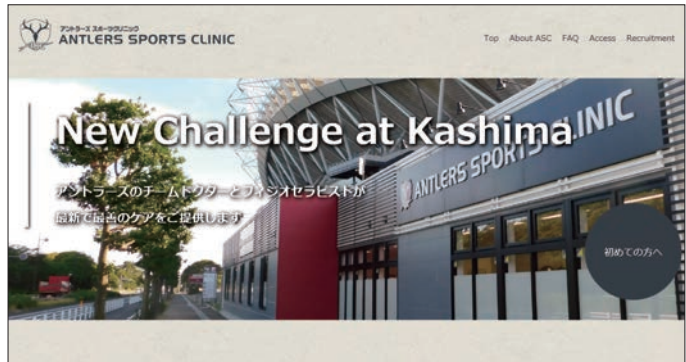 アントラーズ スポーツクリニック
ANTLERS SPORTS CLINIC
Top About ASC FAQ Access Recruitment
New Challenge at Kashima
アントラーズのチームドクターとフィジオセラピストが
最新で最善のケアをご提供します
ANTLERS SPORTS CLINIC
初めての方へ